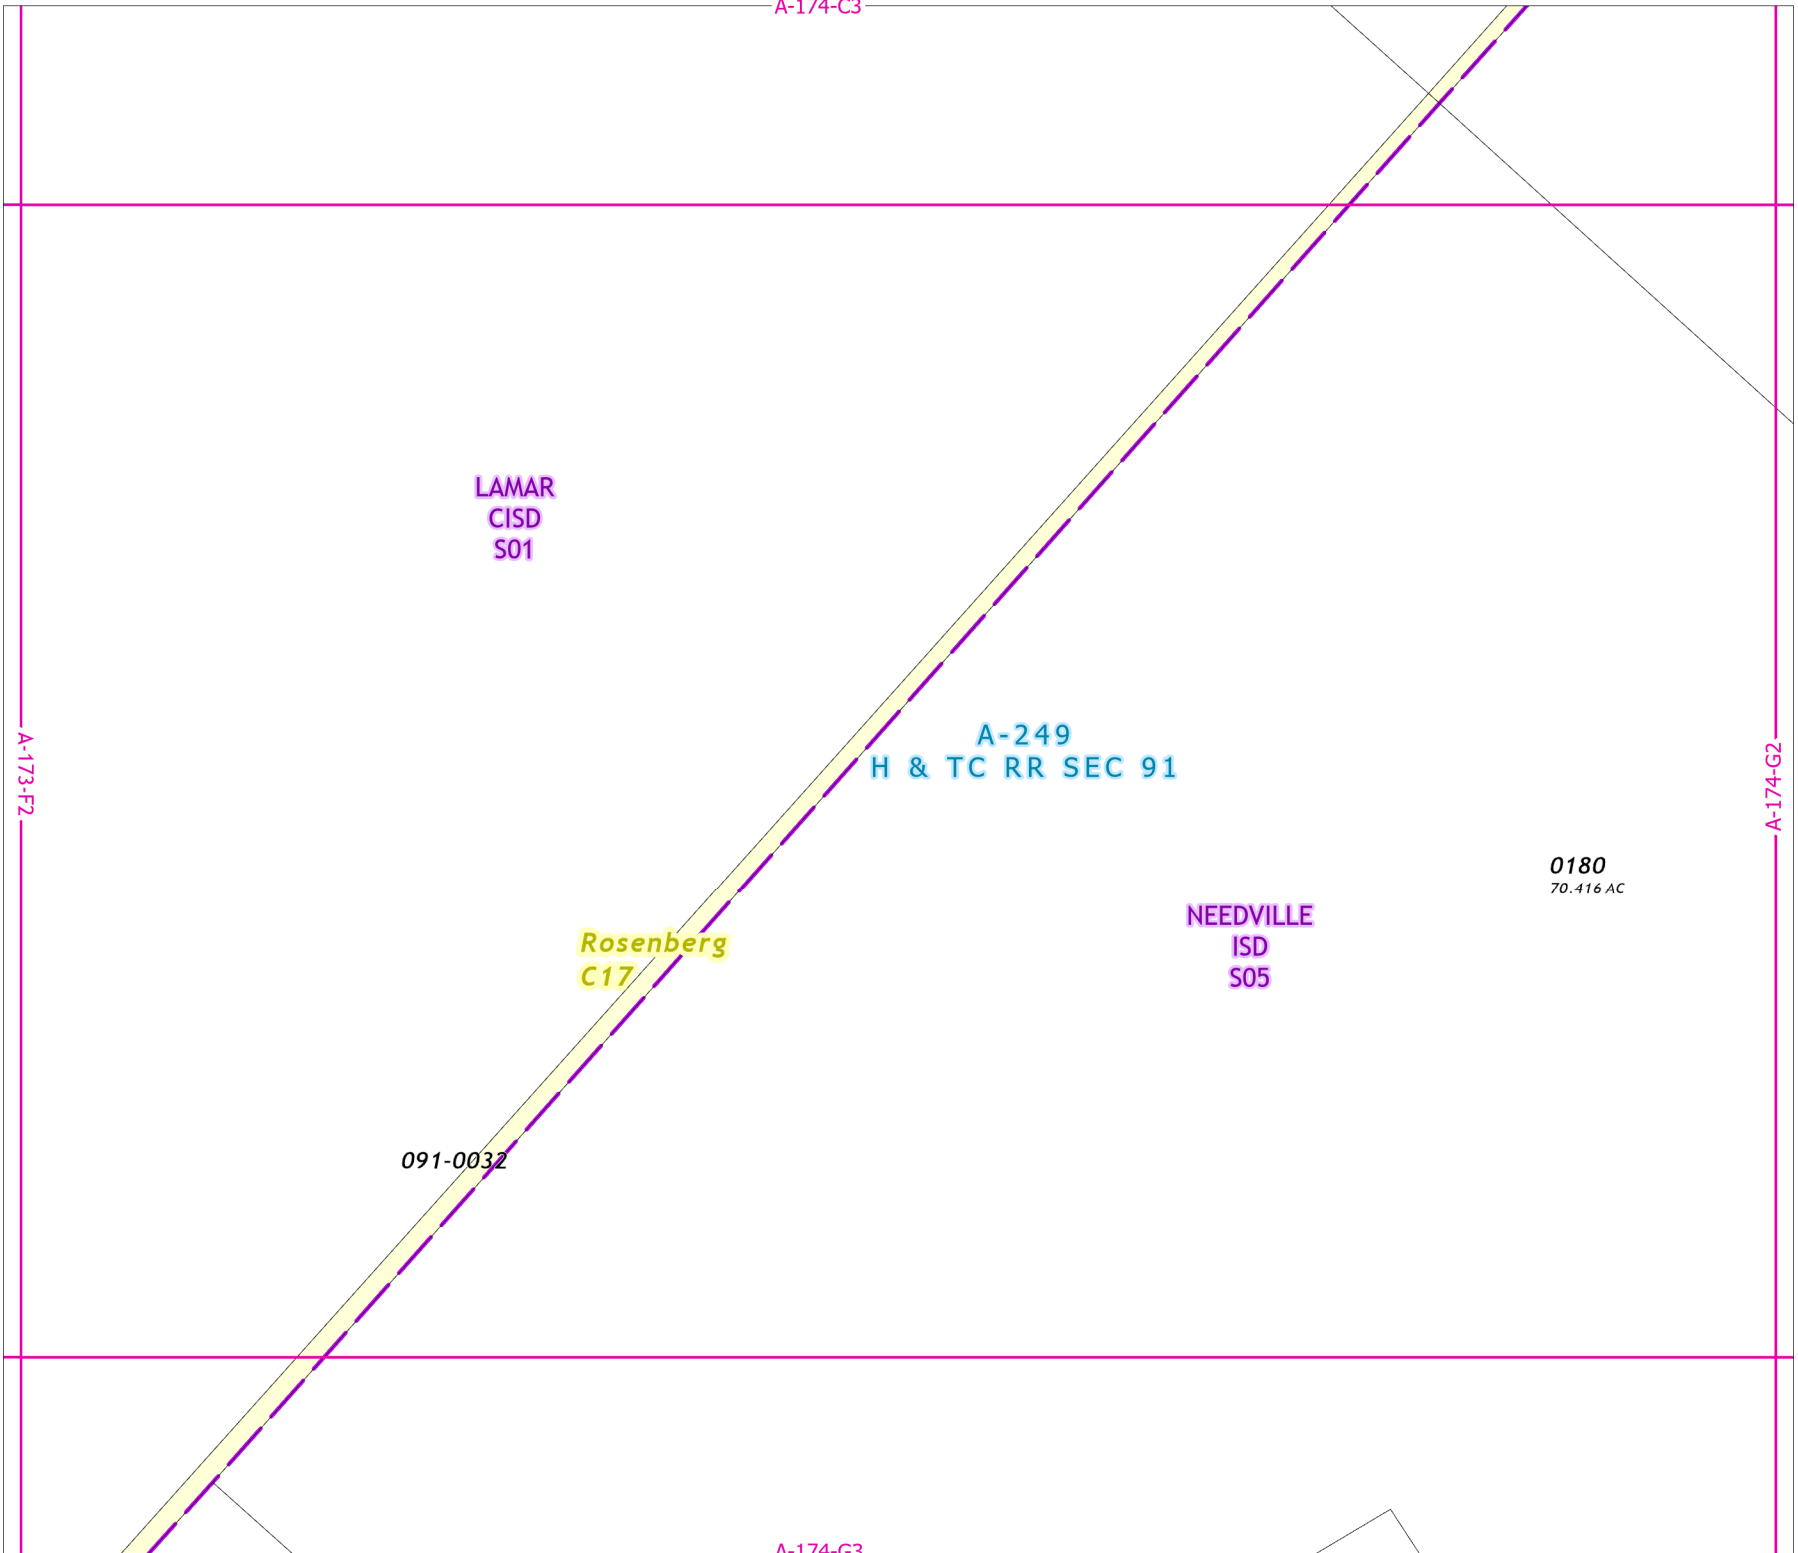 A-174-C3
LAMAR
CISD
S01
A-249
H & TC RR SEC 91
A-173-F2
A-174-G2
0180
70.416 AC
NEEDVILLE
ISD
S05
Rosenberg
C17
091-0032
A-174-G3